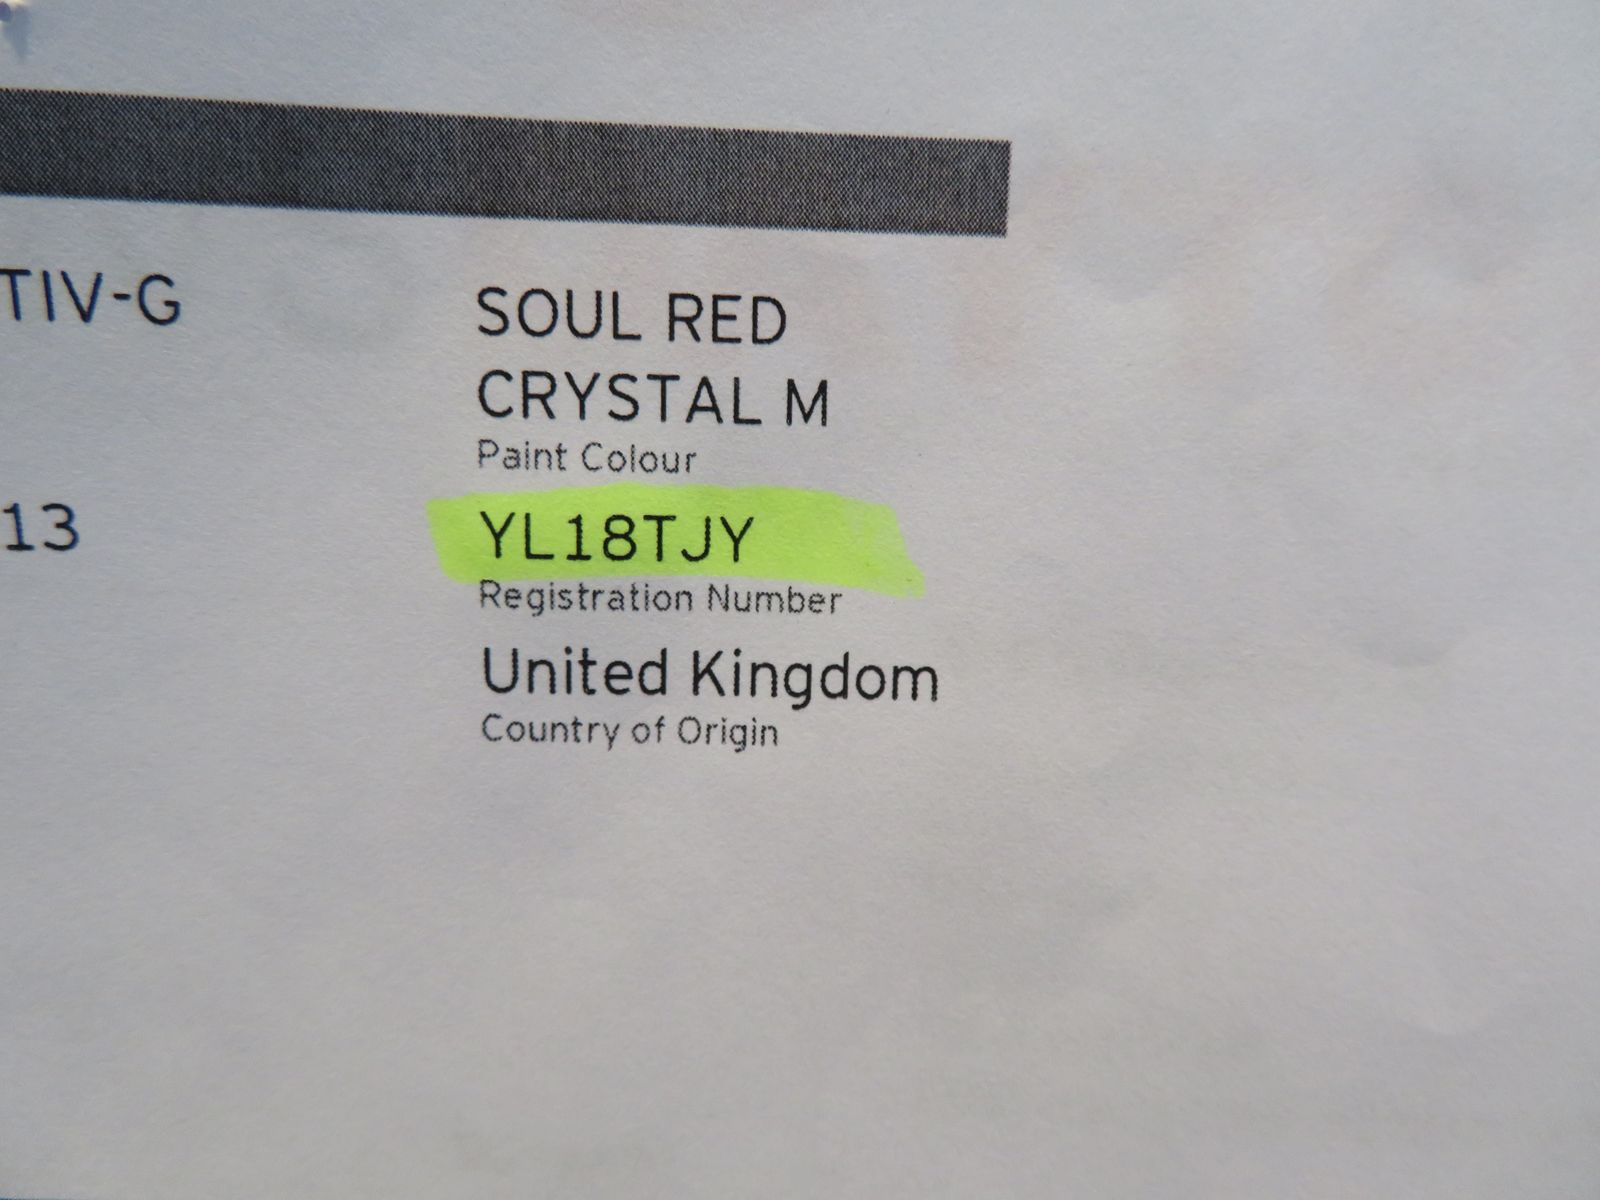 TIV-G
SOUL RED
CRYSTAL M
Paint Colour
13
YL18TJY
Registration Number
United Kingdom
Country of Origin